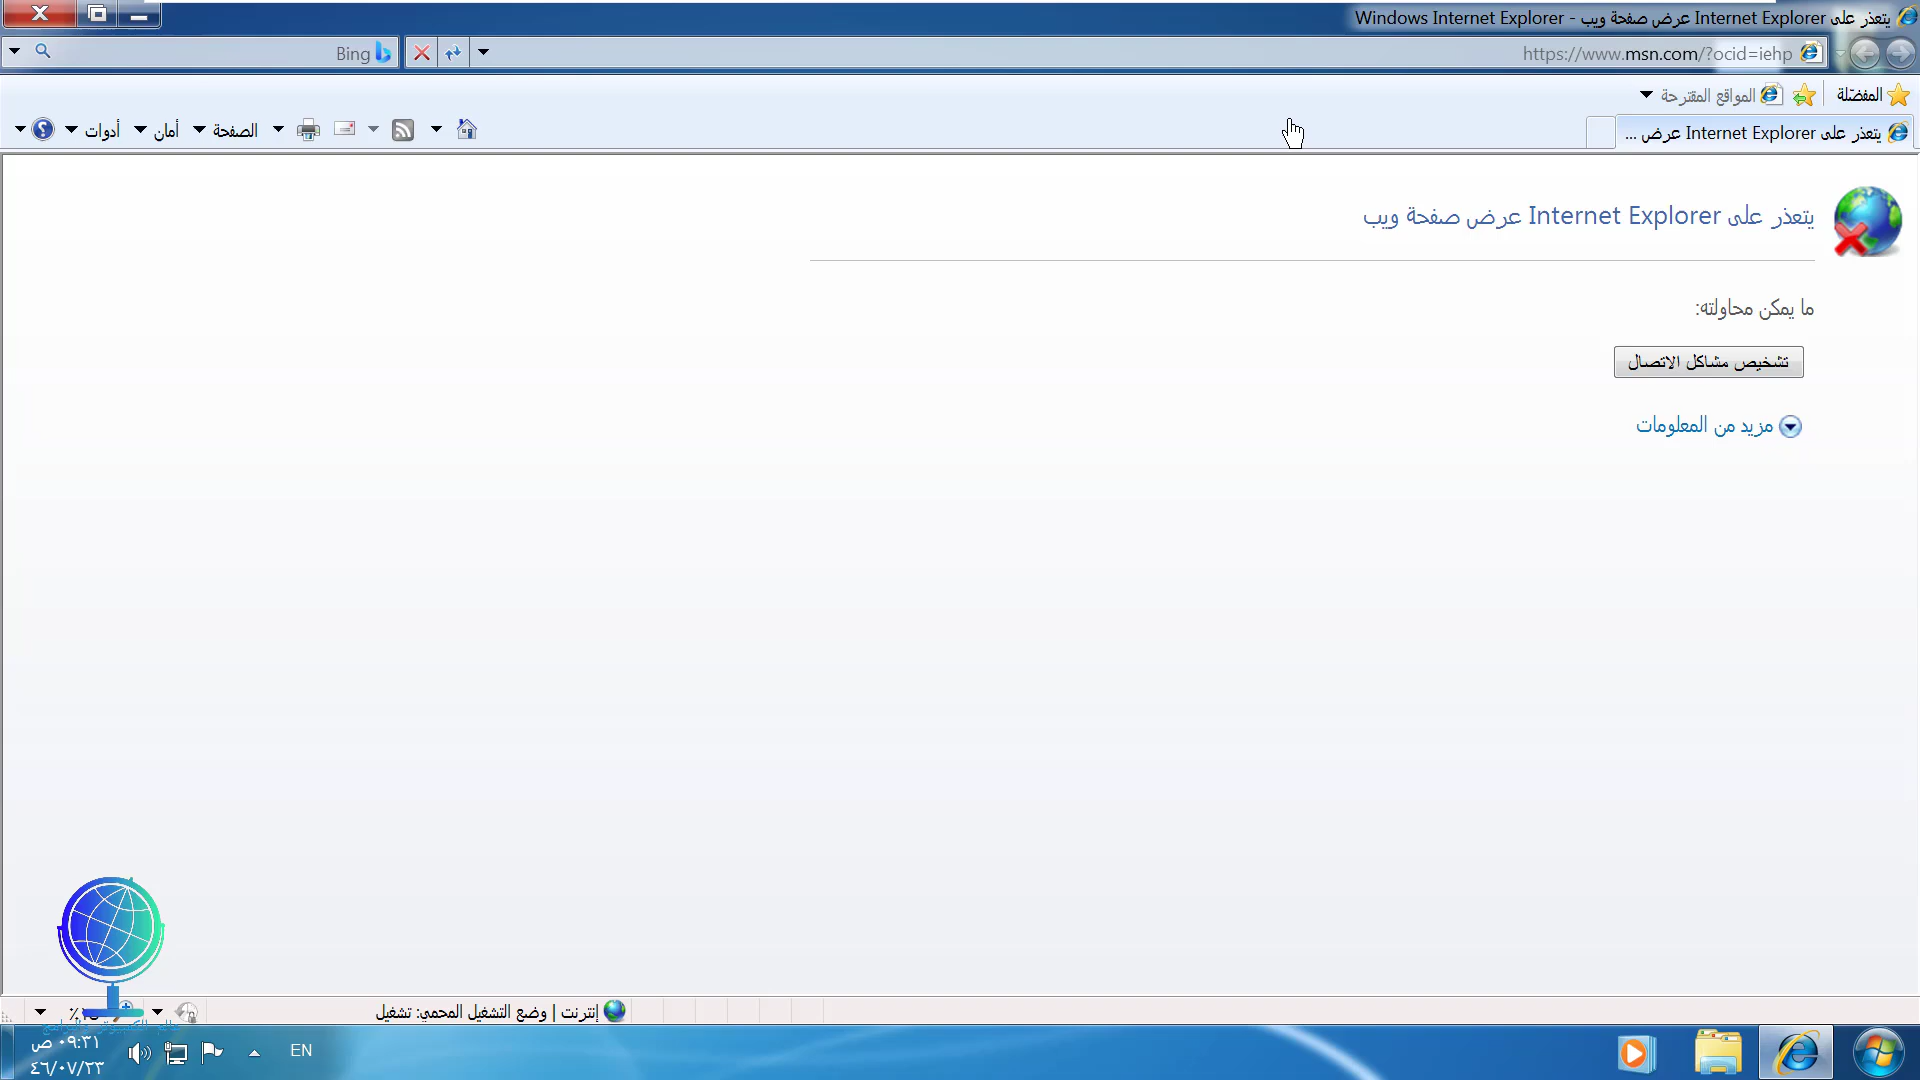 يتعذر على Internet Explorer عرض صفحة ويب - Windows Internet Explorer
https://www.msn.com/?ocid=iehp
Bing
المفضلة
المواقع المقترحة
يتعذر على Internet Explorer عرض ...
الصفحة
أمان
أدوات
يتعذر على Internet Explorer عرض صفحة ويب
ما يمكن محاولته:
تشخيص مشاكل الاتصال
مزيد من المعلومات
إنترنت | وضع التشغيل المحمي: تشغيل
EN
٠٩:٣١ ص
٤٦/٠٧/٢٣